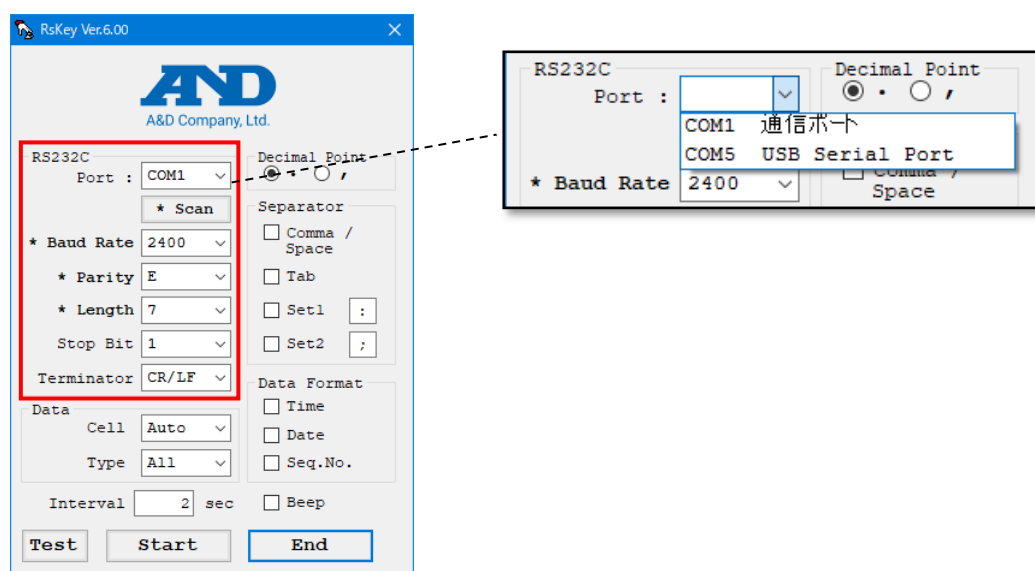 RsKey Ver.6.00
AND
A&D Company, Ltd.
RS232C
Port : COM1
* Scan
* Baud Rate 2400
* Parity E
* Length 7
Stop Bit 1
Terminator CR/LF
Data
Cell Auto
Type All
Interval 2 sec
Test
Start
End
Decimal Point
. ,
Separator
Comma /
Space
Tab
Set1 :
Set2 ;
Data Format
Time
Date
Seq.No.
Beep
RS232C
Port :
COM1 通信ポート
COM5 USB Serial Port
* Baud Rate 2400
Decimal Point
. ,
Comma /
Space